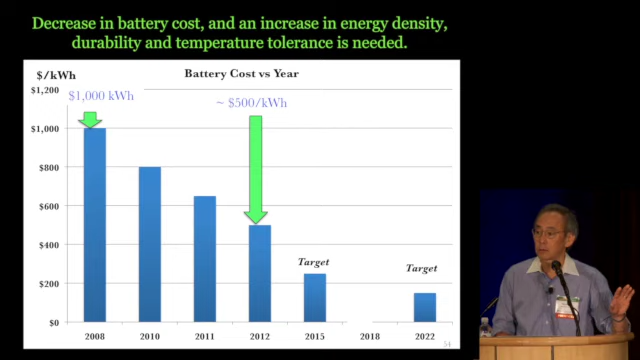 Decrease in battery cost, and an increase in energy density,
durability and temperature tolerance is needed.
$/kWh
Battery Cost vs Year
$1,200
$1,000 kWh
~ $500/kWh
$1,000
$800
$600
$400
Target
Target
$200
$0
2008
2010
2011
2012
2015
2018
2022
54